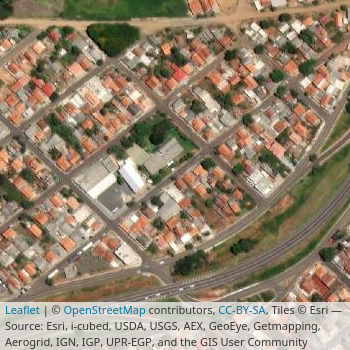 Leaflet | © OpenStreetMap contributors, CC-BY-SA, Tiles © Esri —
Source: Esri, i-cubed, USDA, USGS, AEX, GeoEye, Getmapping,
Aerogrid, IGN, IGP, UPR-EGP, and the GIS User Community